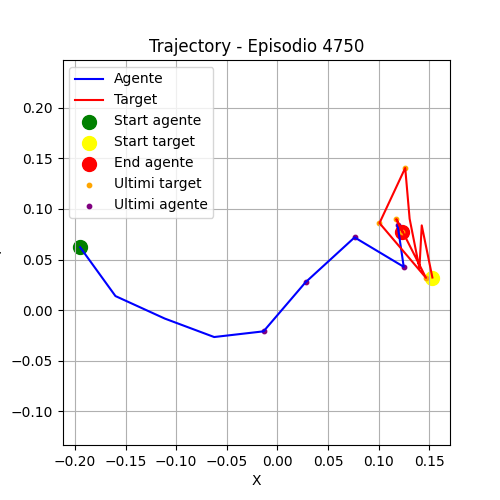 Trajectory - Episodio 4750
Agente
Target
Start agente
Start target
End agente
Ultimi target
Ultimi agente
0.20
0.15
0.10
0.05
0.00
−0.05
−0.10
−0.20
−0.15
−0.10
−0.05
0.00
0.05
0.10
0.15
X